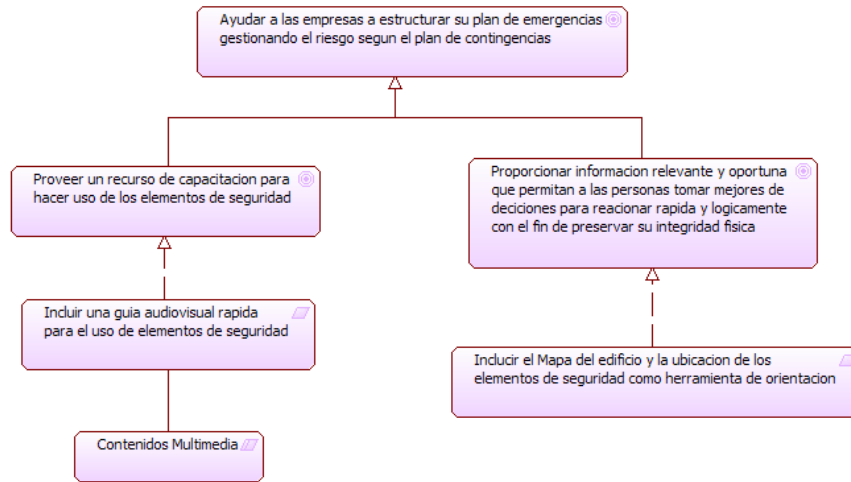 Ayudar a las empresas a estructurar su plan de emergencias
gestionando el riesgo segun el plan de contingencias
Proveer un recurso de capacitacion para
hacer uso de los elementos de seguridad
Proporcionar informacion relevante y oportuna
que permitan a las personas tomar mejores de
deciciones para reacionar rapida y logicamente
con el fin de preservar su integridad fisica
Incluir una guia audiovisual rapida
para el uso de elementos de seguridad
Inclucir el Mapa del edificio y la ubicacion de los
elementos de seguridad como herramienta de orientacion
Contenidos Multimedia